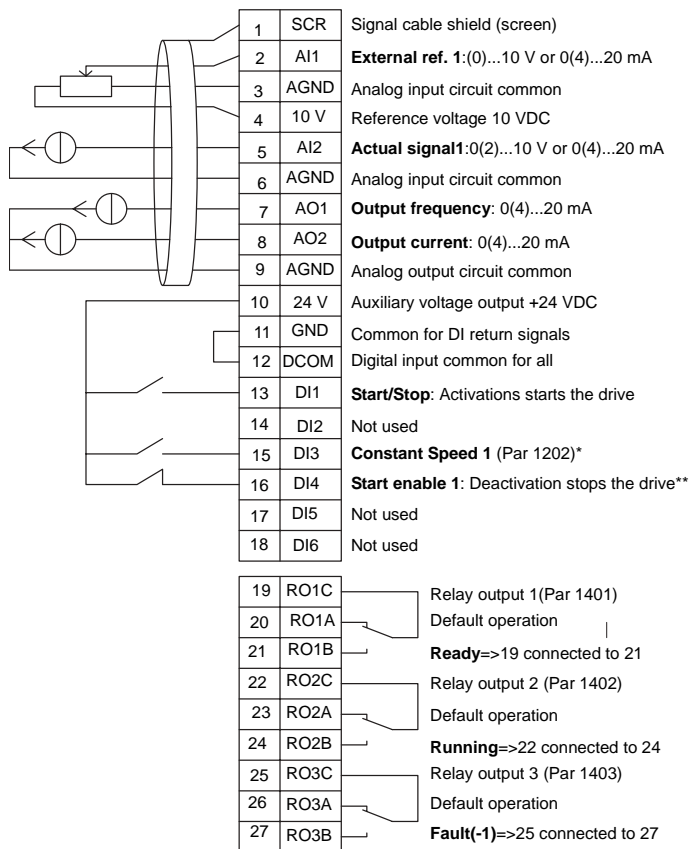 1 SCR Signal cable shield (screen)
2 AI1 External ref. 1:(0)...10 V or 0(4)...20 mA
3 AGND Analog input circuit common
4 10 V Reference voltage 10 VDC
5 AI2 Actual signal1:0(2)...10 V or 0(4)...20 mA
6 AGND Analog input circuit common
7 AO1 Output frequency: 0(4)...20 mA
8 AO2 Output current: 0(4)...20 mA
9 AGND Analog output circuit common
10 24 V Auxiliary voltage output +24 VDC
11 GND Common for DI return signals
12 DCOM Digital input common for all
13 DI1 Start/Stop: Activations starts the drive
14 DI2 Not used
15 DI3 Constant Speed 1 (Par 1202)*
16 DI4 Start enable 1: Deactivation stops the drive**
17 DI5 Not used
18 DI6 Not used
19 RO1C Relay output 1(Par 1401)
20 RO1A Default operation
21 RO1B Ready=>19 connected to 21
22 RO2C Relay output 2 (Par 1402)
23 RO2A Default operation
24 RO2B Running=>22 connected to 24
25 RO3C Relay output 3 (Par 1403)
26 RO3A Default operation
27 RO3B Fault(-1)=>25 connected to 27